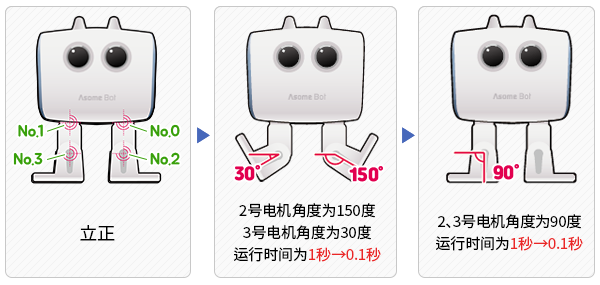 Asome Bot
No.1
No.0
No.3
No.2
立正
Asome Bot
30°
150°
2号电机角度为150度
3号电机角度为30度
运行时间为1秒→0.1秒
Asome Bot
90°
2、3号电机角度为90度
运行时间为1秒→0.1秒